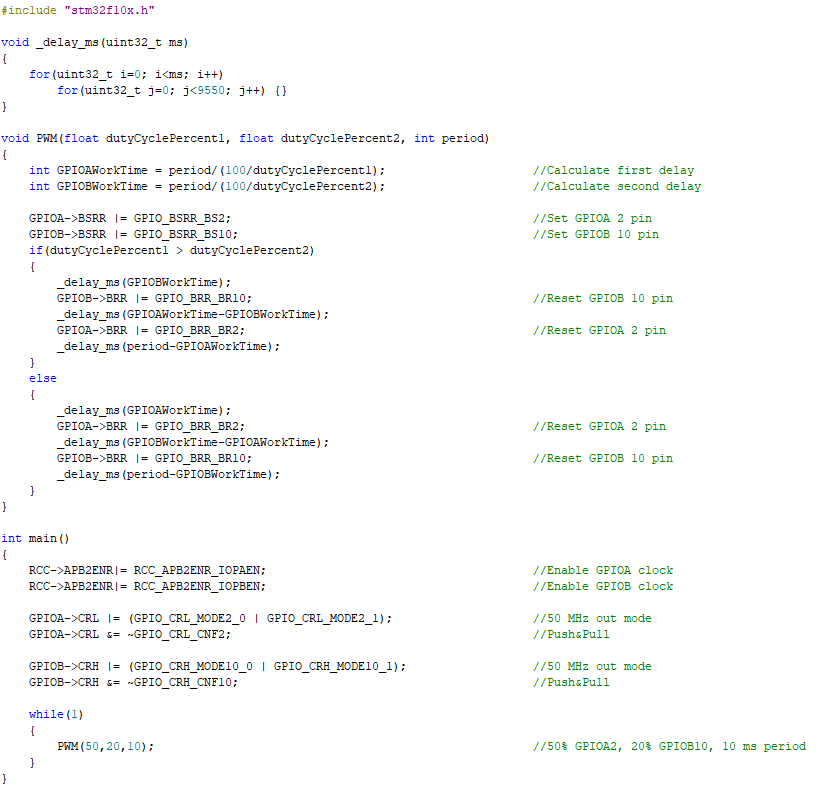 #include "stm32f10x.h"
void _delay_ms(uint32_t ms)
{
for(uint32_t i=0; i<ms; i++)
for(uint32_t j=0; j<9550; j++) {}
}
void PWM(float dutyCyclePercent1, float dutyCyclePercent2, int period)
{
int GPIOAWorkTime = period/(100/dutyCyclePercent1); //Calculate first delay
int GPIOBWorkTime = period/(100/dutyCyclePercent2); //Calculate second delay
GPIOA->BSRR |= GPIO_BSRR_BS2; //Set GPIOA 2 pin
GPIOB->BSRR |= GPIO_BSRR_BS10; //Set GPIOB 10 pin
if(dutyCyclePercent1 > dutyCyclePercent2)
{
_delay_ms(GPIOBWorkTime);
GPIOB->BRR |= GPIO_BRR_BR10; //Reset GPIOB 10 pin
_delay_ms(GPIOAWorkTime-GPIOBWorkTime);
GPIOA->BRR |= GPIO_BRR_BR2; //Reset GPIOA 2 pin
_delay_ms(period-GPIOAWorkTime);
}
else
{
_delay_ms(GPIOAWorkTime);
GPIOA->BRR |= GPIO_BRR_BR2; //Reset GPIOA 2 pin
_delay_ms(GPIOBWorkTime-GPIOAWorkTime);
GPIOB->BRR |= GPIO_BRR_BR10; //Reset GPIOB 10 pin
_delay_ms(period-GPIOBWorkTime);
}
}
int main()
{
RCC->APB2ENR|= RCC_APB2ENR_IOPAEN; //Enable GPIOA clock
RCC->APB2ENR|= RCC_APB2ENR_IOPBEN; //Enable GPIOB clock
GPIOA->CRL |= (GPIO_CRL_MODE2_0 | GPIO_CRL_MODE2_1); //50 MHz out mode
GPIOA->CRL &= ~GPIO_CRL_CNF2; //Push&Pull
GPIOB->CRH |= (GPIO_CRH_MODE10_0 | GPIO_CRH_MODE10_1); //50 MHz out mode
GPIOB->CRH &= ~GPIO_CRH_CNF10; //Push&Pull
while(1)
{
PWM(50,20,10); //50% GPIOA2, 20% GPIOB10, 10 ms period
}
}